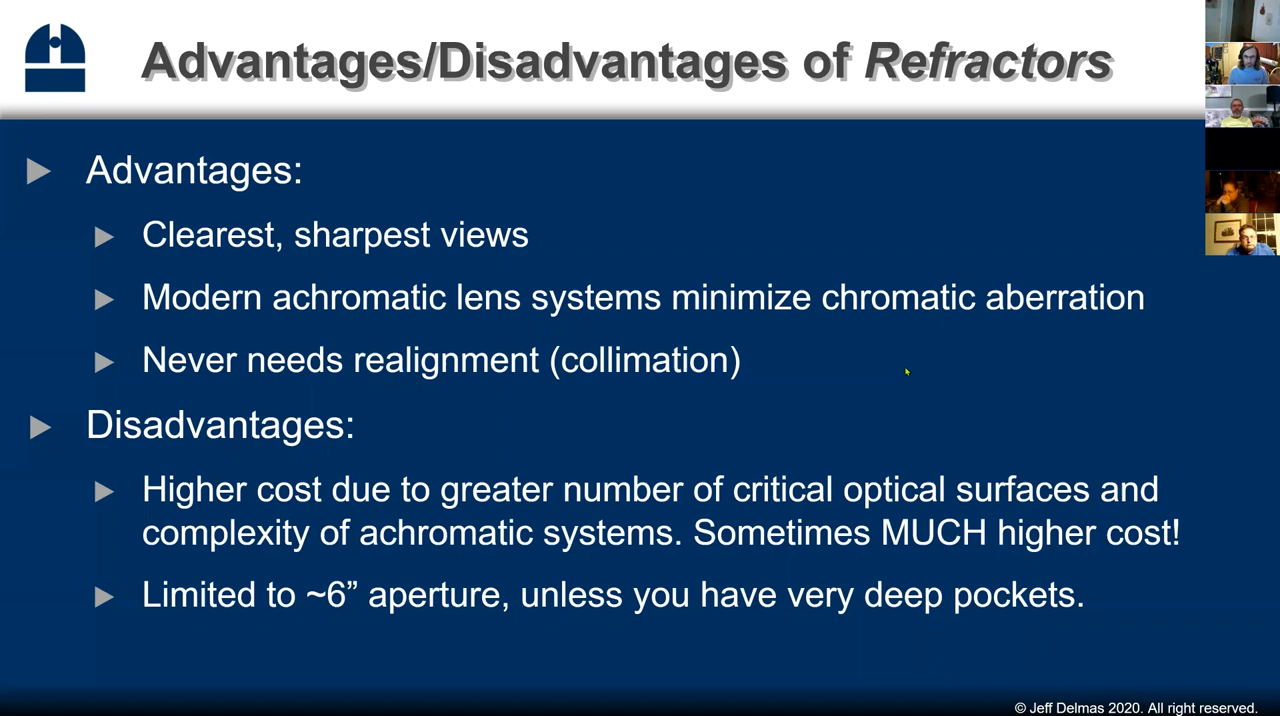 Advantages/Disadvantages of Refractors
Advantages:
Clearest, sharpest views
Modern achromatic lens systems minimize chromatic aberration
Never needs realignment (collimation)
Disadvantages:
Higher cost due to greater number of critical optical surfaces and
complexity of achromatic systems. Sometimes MUCH higher cost!
Limited to ~6” aperture, unless you have very deep pockets.
© Jeff Delmas 2020. All right reserved.